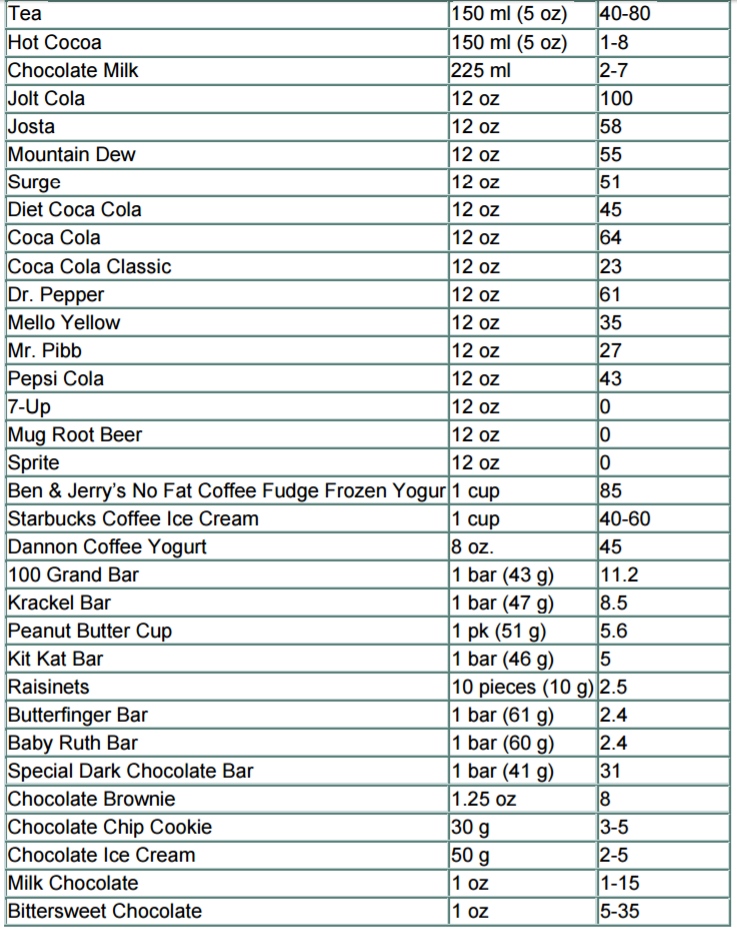 Tea 150 ml (5 oz) 40-80
Hot Cocoa 150 ml (5 oz) 1-8
Chocolate Milk 225 ml 2-7
Jolt Cola 12 oz 100
Josta 12 oz 58
Mountain Dew 12 oz 55
Surge 12 oz 51
Diet Coca Cola 12 oz 45
Coca Cola 12 oz 64
Coca Cola Classic 12 oz 23
Dr. Pepper 12 oz 61
Mello Yellow 12 oz 35
Mr. Pibb 12 oz 27
Pepsi Cola 12 oz 43
7-Up 12 oz 0
Mug Root Beer 12 oz 0
Sprite 12 oz 0
Ben & Jerry’s No Fat Coffee Fudge Frozen Yogur 1 cup 85
Starbucks Coffee Ice Cream 1 cup 40-60
Dannon Coffee Yogurt 8 oz. 45
100 Grand Bar 1 bar (43 g) 11.2
Krackel Bar 1 bar (47 g) 8.5
Peanut Butter Cup 1 pk (51 g) 5.6
Kit Kat Bar 1 bar (46 g) 5
Raisinets 10 pieces (10 g) 2.5
Butterfinger Bar 1 bar (61 g) 2.4
Baby Ruth Bar 1 bar (60 g) 2.4
Special Dark Chocolate Bar 1 bar (41 g) 31
Chocolate Brownie 1.25 oz 8
Chocolate Chip Cookie 30 g 3-5
Chocolate Ice Cream 50 g 2-5
Milk Chocolate 1 oz 1-15
Bittersweet Chocolate 1 oz 5-35